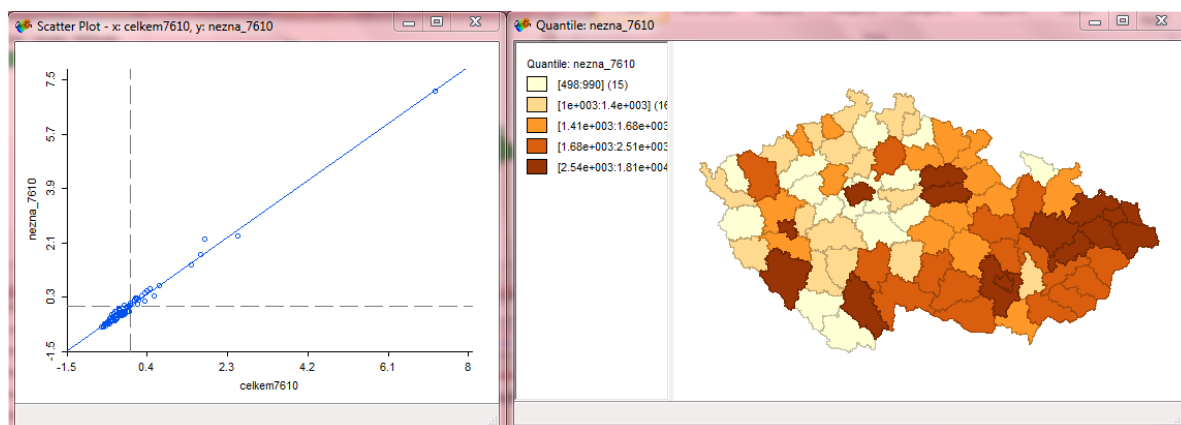 Scatter Plot - x: celkem7610, y: nezna_7610
7.5
5.7
3.9
2.1
0.3
-1.5
nezna_7610
-1.5 0.4 2.3 4.2 6.1 8
celkem7610
Quantile: nezna_7610
Quantile: nezna_7610
[498:990] (15)
[1e+003:1.4e+003] (16
[1.41e+003:1.68e+003
[1.68e+003:2.51e+003
[2.54e+003:1.81e+004